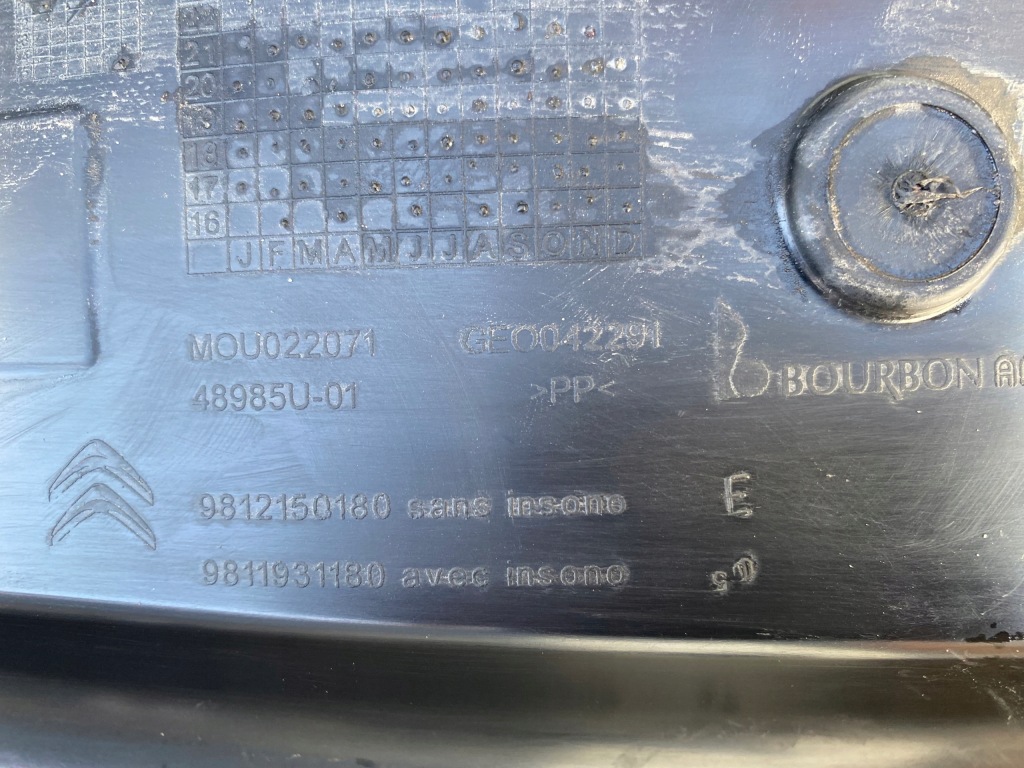 21
20
18
17
16
J F M A M J J A S O N D
MOU022071 GEO042291
48985U-01 >PP< BOURBON
9812150180 sans insono E
9811931180 avec insono